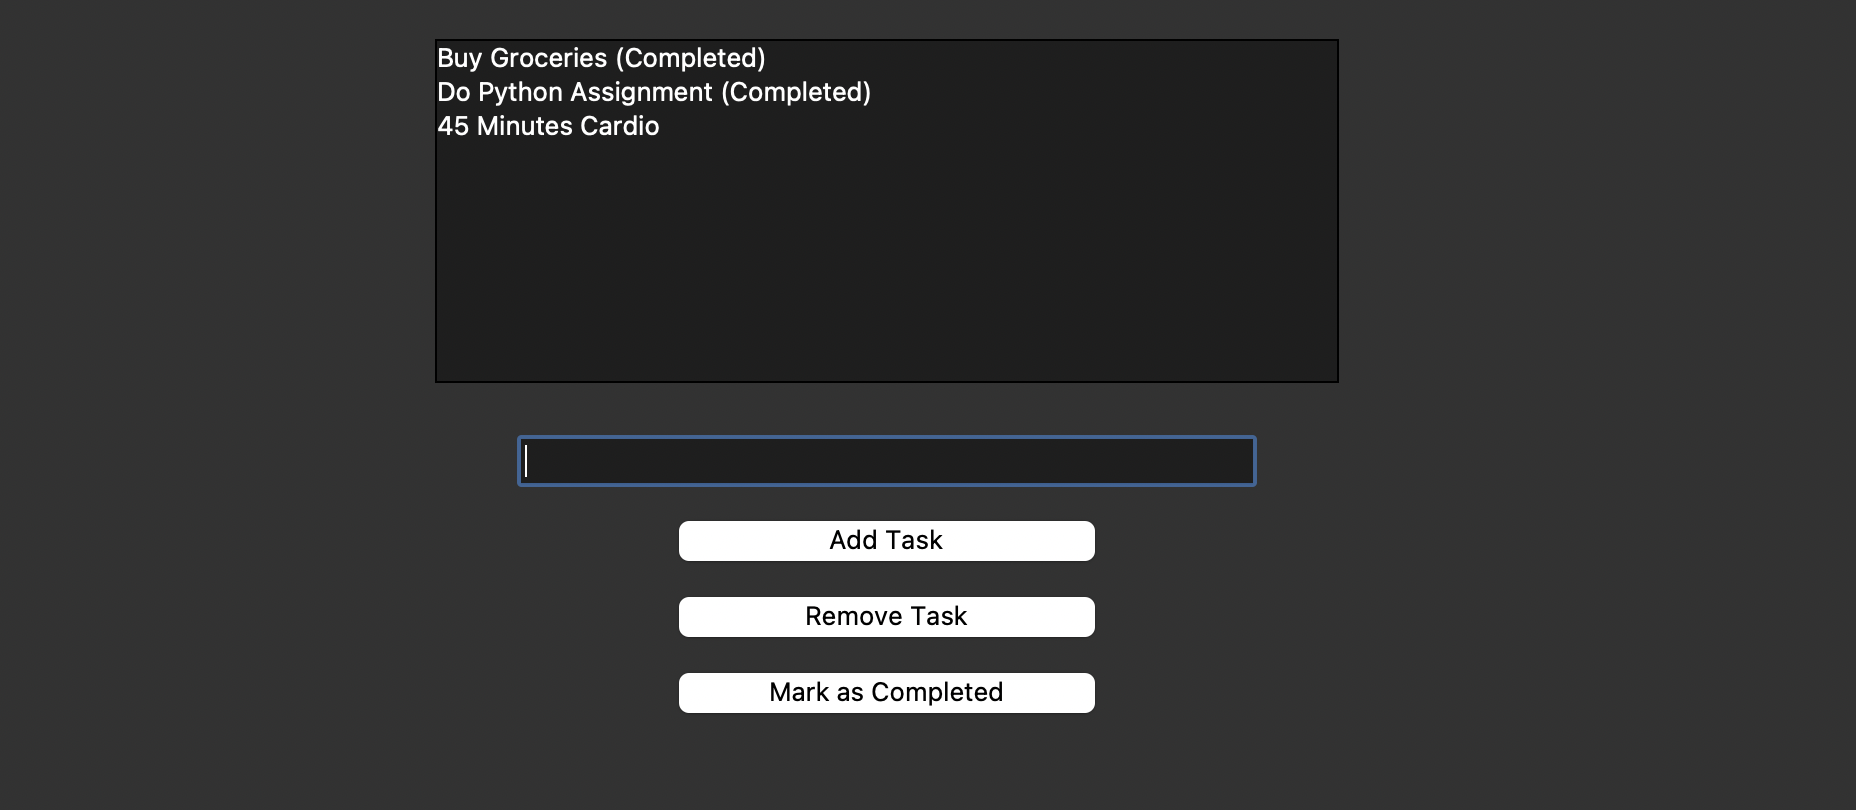 Buy Groceries (Completed)
Do Python Assignment (Completed)
45 Minutes Cardio
Add Task
Remove Task
Mark as Completed